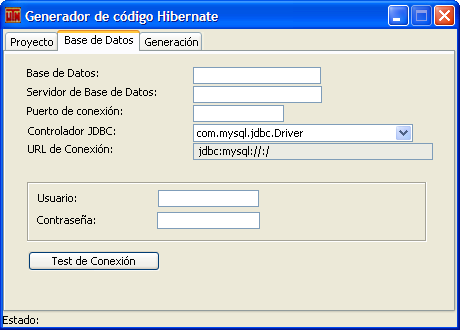 Generador de código Hibernate
Proyecto Base de Datos Generación
Base de Datos:
Servidor de Base de Datos:
Puerto de conexión:
Controlador JDBC: com.mysql.jdbc.Driver
URL de Conexión: jdbc:mysql://:/
Usuario:
Contraseña:
Test de Conexión
Estado: